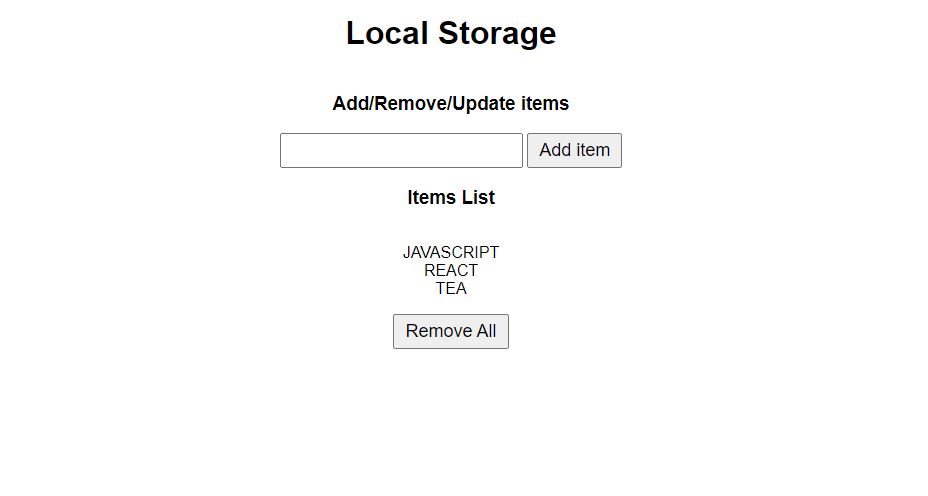 Local Storage
Add/Remove/Update items
Add item
Items List
JAVASCRIPT
REACT
TEA
Remove All